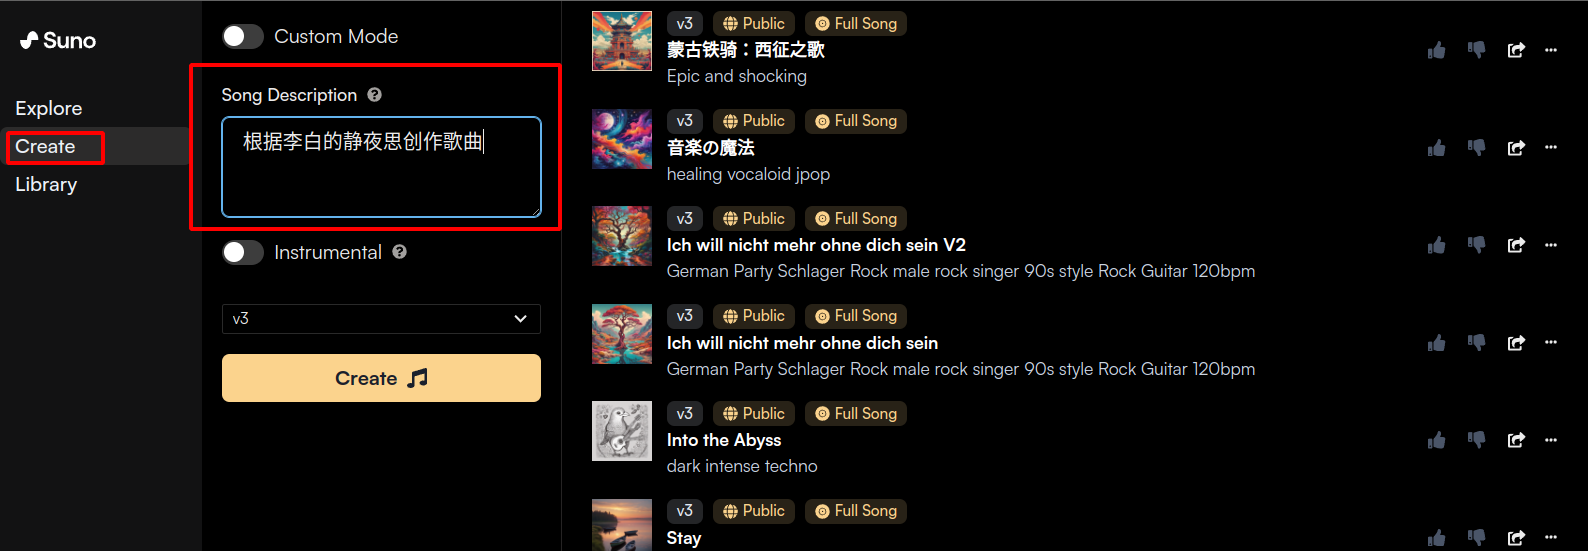 Suno
Explore
Create
Library
Custom Mode
Song Description
根据李白的静夜思创作歌曲
Instrumental
v3
Create
v3 Public Full Song
蒙古铁骑：西征之歌
Epic and shocking
v3 Public Full Song
音楽の魔法
healing vocaloid jpop
v3 Public Full Song
Ich will nicht mehr ohne dich sein V2
German Party Schlager Rock male rock singer 90s style Rock Guitar 120bpm
v3 Public Full Song
Ich will nicht mehr ohne dich sein
German Party Schlager Rock male rock singer 90s style Rock Guitar 120bpm
v3 Public Full Song
Into the Abyss
dark intense techno
v3 Public Full Song
Stay